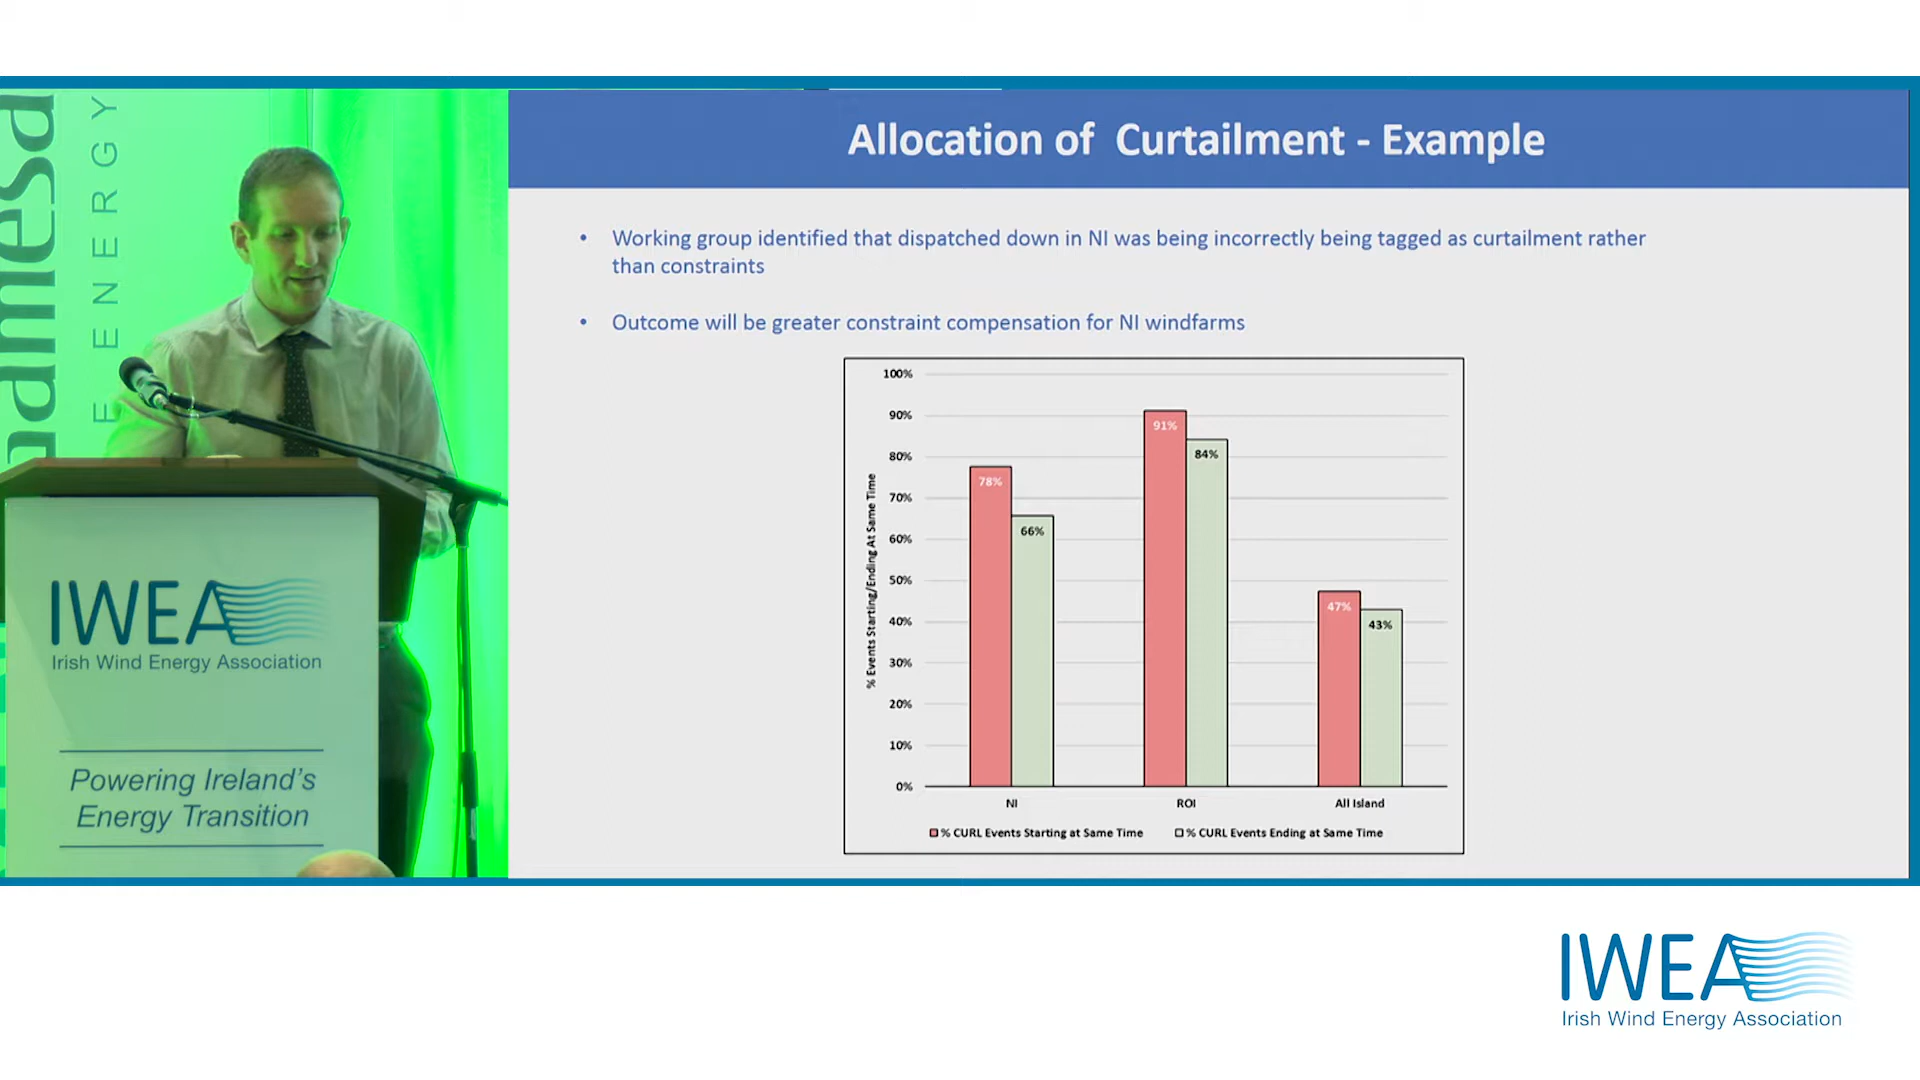 amesa
E ENERGY
IWEA
Irish Wind Energy Association
Powering Ireland's
Energy Transition
Allocation of  Curtailment - Example
• Working group identified that dispatched down in NI was being incorrectly being tagged as curtailment rather
than constraints
• Outcome will be greater constraint compensation for NI windfarms
% Events Starting/Ending At Same Time
100%
90%
80%
70%
60%
50%
40%
30%
20%
10%
0%
78%
66%
91%
84%
47%
43%
NI
ROI
All Island
% CURL Events Starting at Same Time
% CURL Events Ending at Same Time
IWEA
Irish Wind Energy Association